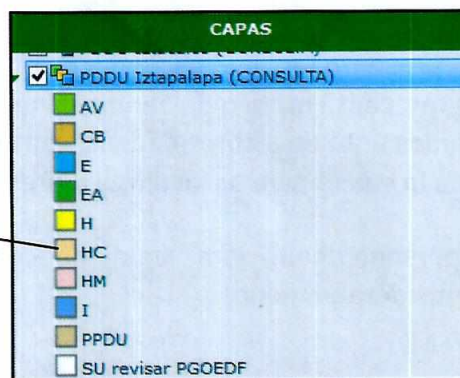 CAPAS
PDDU Iztapalapa (CONSULTA)
AV
CB
E
EA
H
HC
HM
I
PPDU
SU revisar PGOEDF